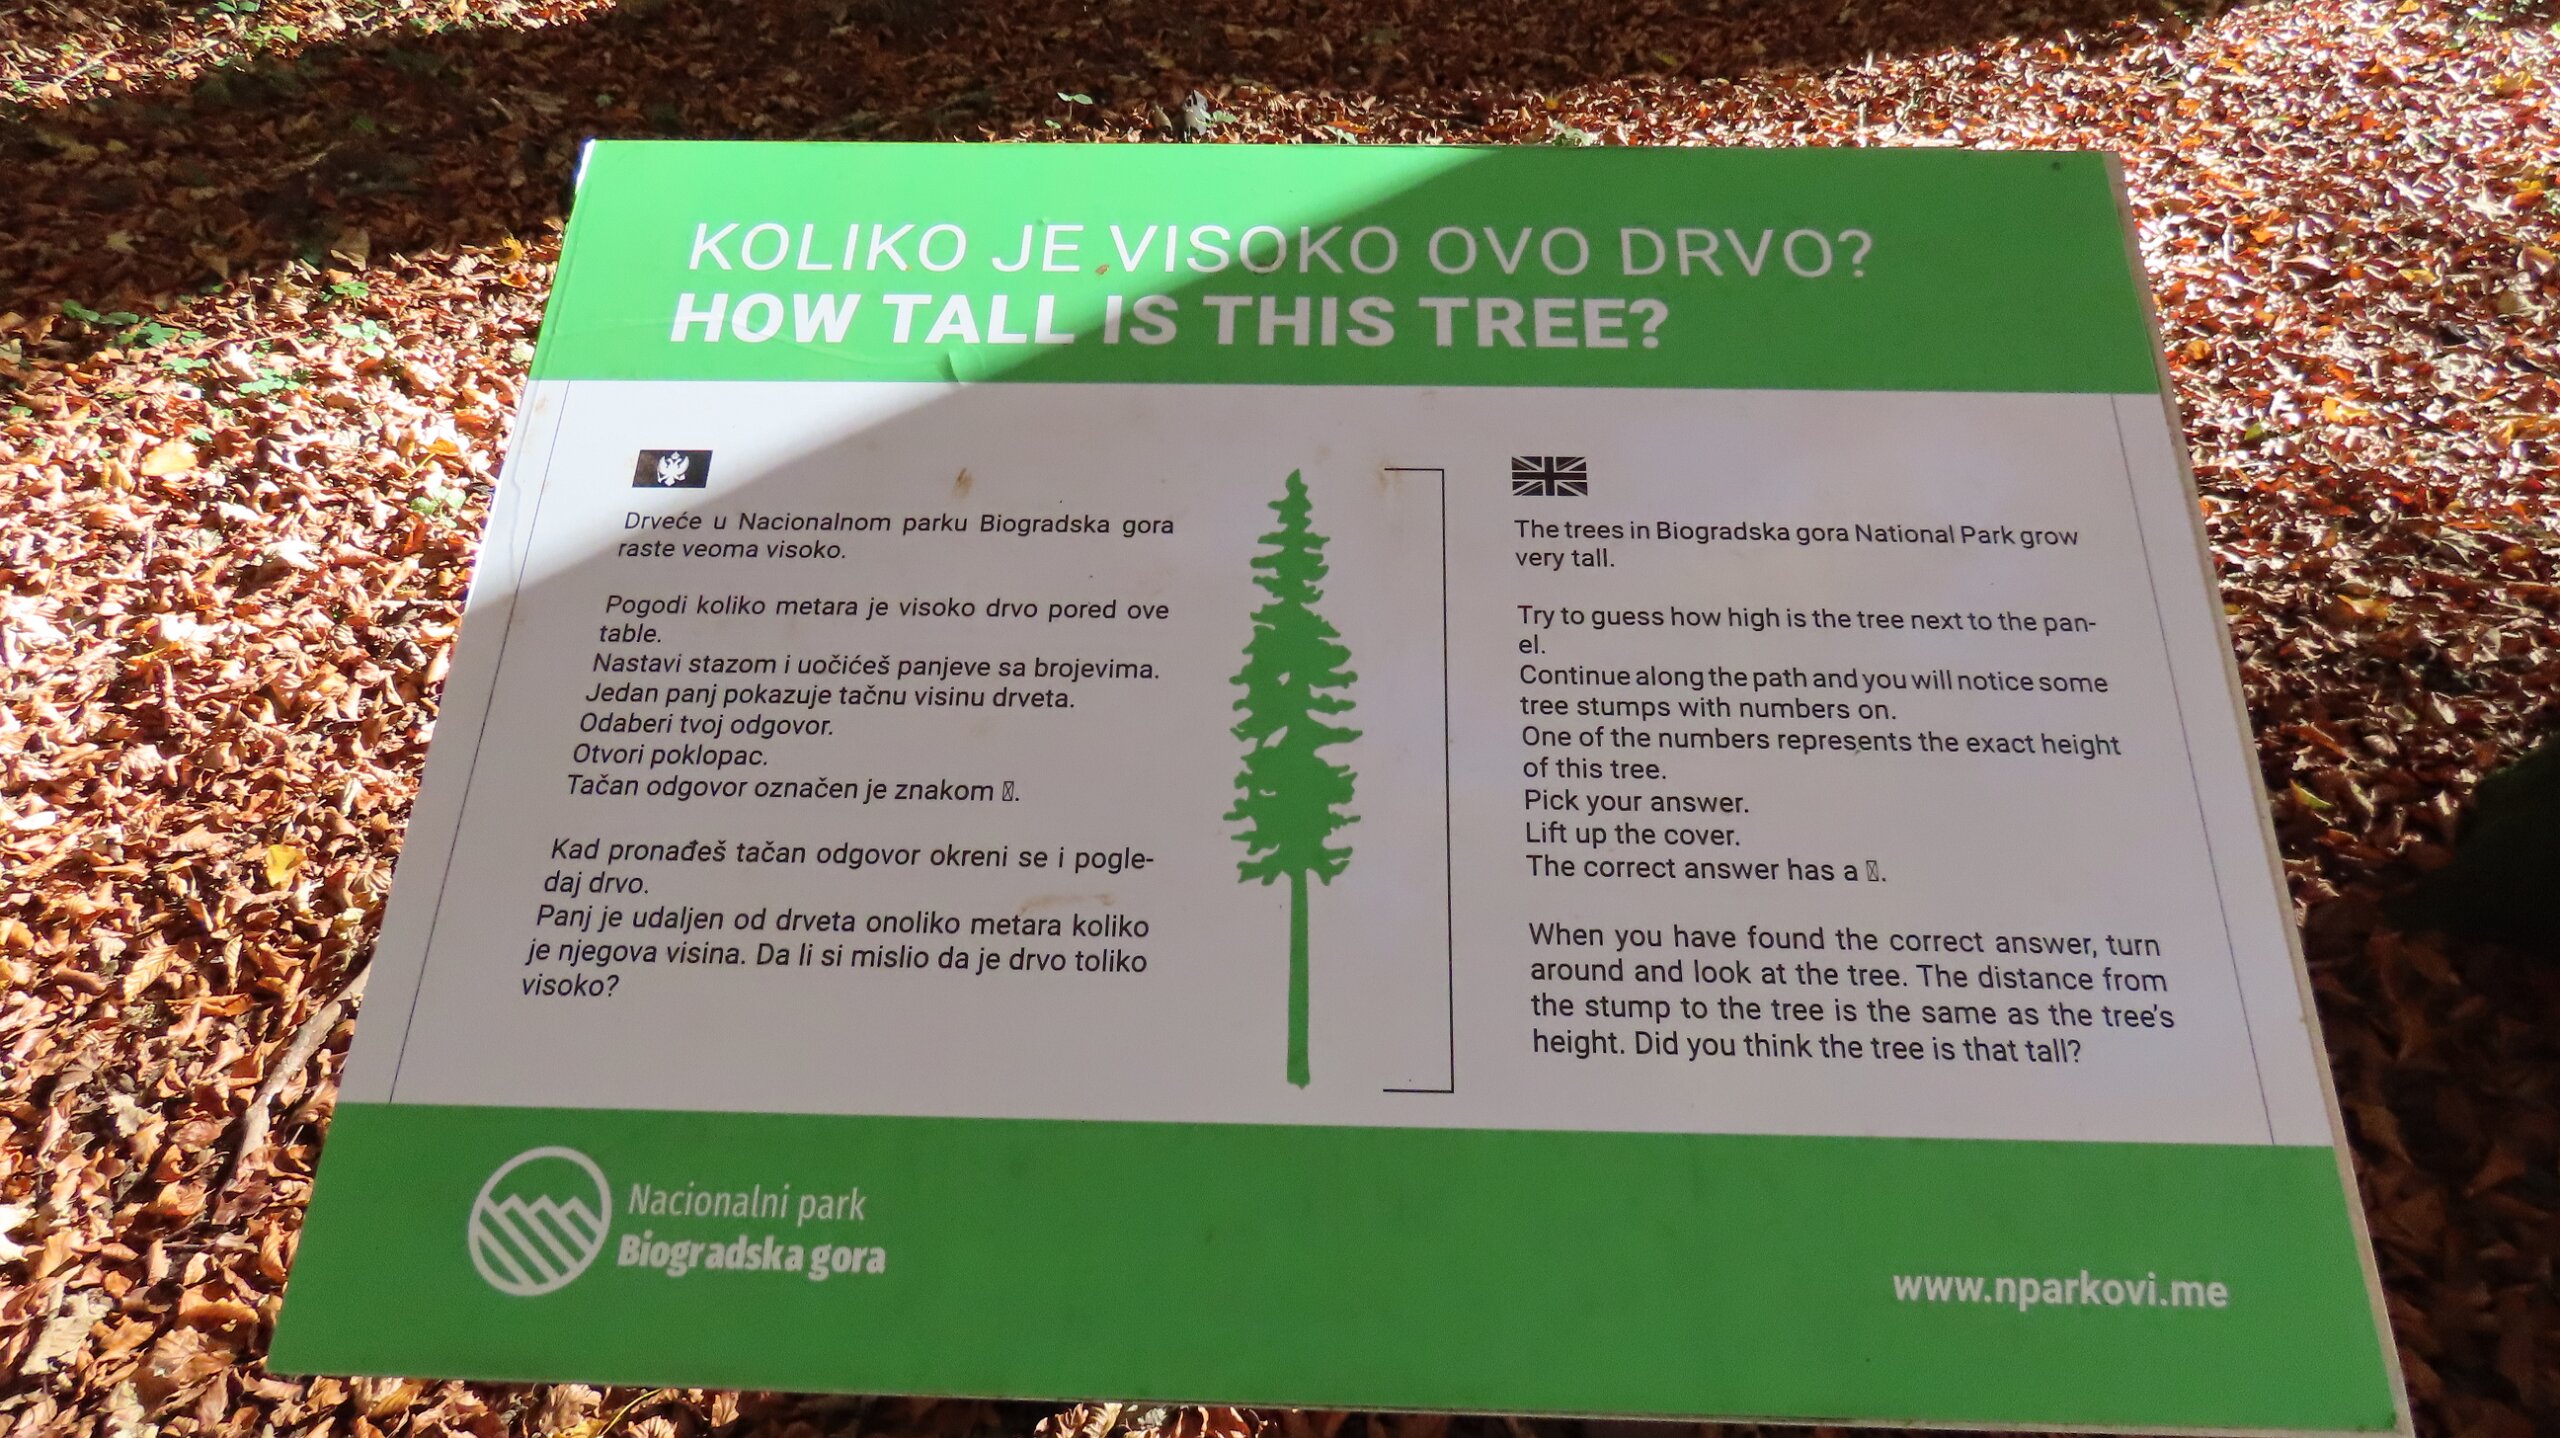 KOLIKO JE VISOKO OVO DRVO?
HOW TALL IS THIS TREE?
Drveće u Nacionalnom parku Biogradska gora
raste veoma visoko.
Pogodi koliko metara je visoko drvo pored ove
table.
Nastavi stazom i uočićeš panjeve sa brojevima.
Jedan panj pokazuje tačnu visinu drveta.
Odaberi tvoj odgovor.
Otvori poklopac.
Tačan odgovor označen je znakom ▯.
Kad pronađeš tačan odgovor okreni se i pogle-
daj drvo.
Panj je udaljen od drveta onoliko metara koliko
je njegova visina. Da li si mislio da je drvo toliko
visoko?
The trees in Biogradska gora National Park grow
very tall.
Try to guess how high is the tree next to the pan-
el.
Continue along the path and you will notice some
tree stumps with numbers on.
One of the numbers represents the exact height
of this tree.
Pick your answer.
Lift up the cover.
The correct answer has a ▯.
When you have found the correct answer, turn
around and look at the tree. The distance from
the stump to the tree is the same as the tree's
height. Did you think the tree is that tall?
Nacionalni park
Biogradska gora
www.nparkovi.me